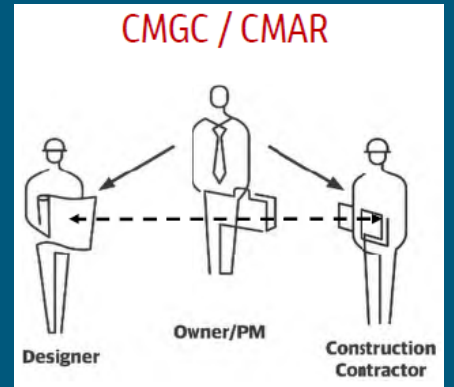 CMGC / CMAR
Owner/PM
Designer
Construction
Contractor